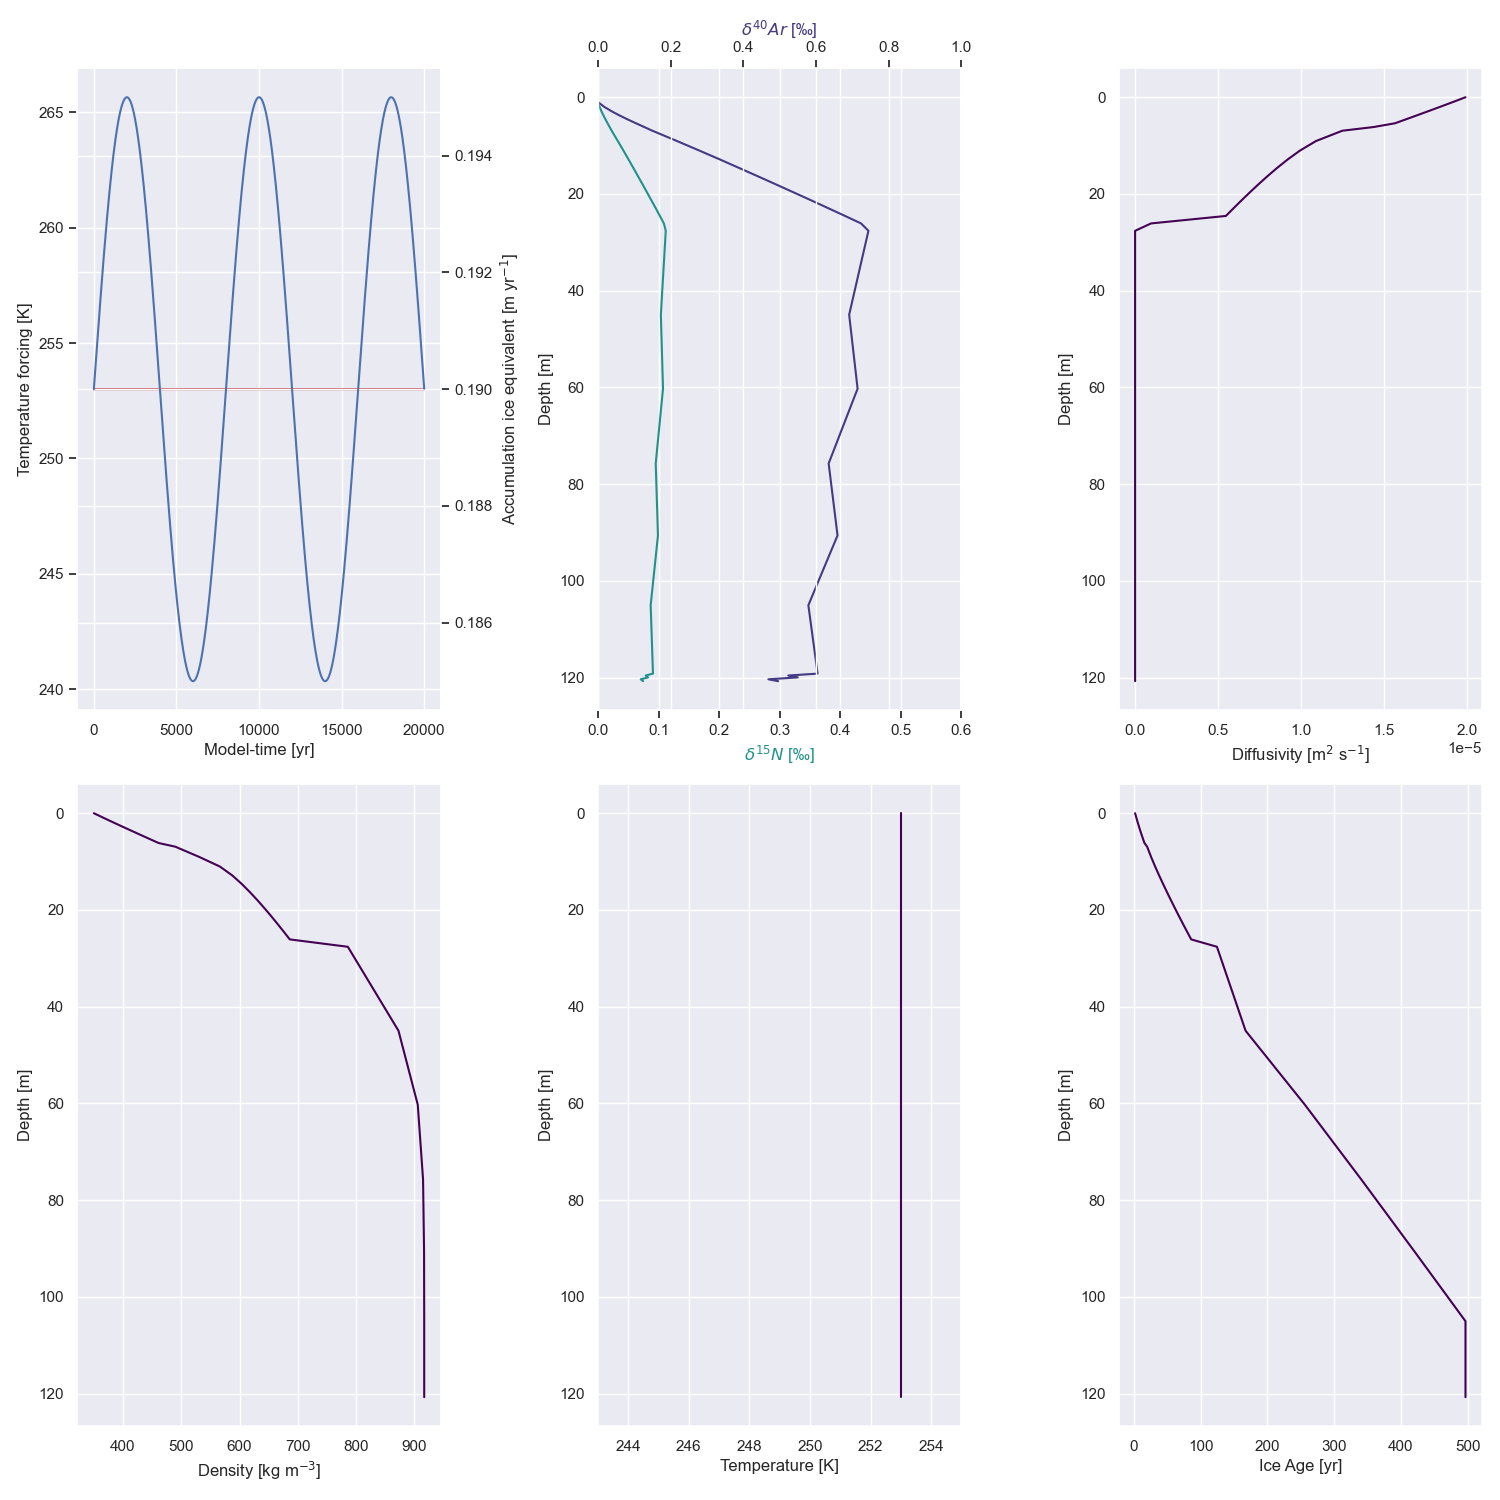 δ⁴⁰Ar [‰]
0.0 0.2 0.4 0.6 0.8 1.0
265
260
255
250
245
240
Temperature forcing [K]
0 5000 10000 15000 20000
Model-time [yr]
0.194
0.192
0.190
0.188
0.186
Accumulation ice equivalent [m yr⁻¹]
0
20
40
60
80
100
120
Depth [m]
0.0 0.1 0.2 0.3 0.4 0.5 0.6
δ¹⁵N [‰]
0
20
40
60
80
100
120
Depth [m]
0.0 0.5 1.0 1.5 2.0
1e−5
Diffusivity [m² s⁻¹]
0
20
40
60
80
100
120
Depth [m]
400 500 600 700 800 900
Density [kg m⁻³]
0
20
40
60
80
100
120
Depth [m]
244 246 248 250 252 254
Temperature [K]
0
20
40
60
80
100
120
Depth [m]
0 100 200 300 400 500
Ice Age [yr]